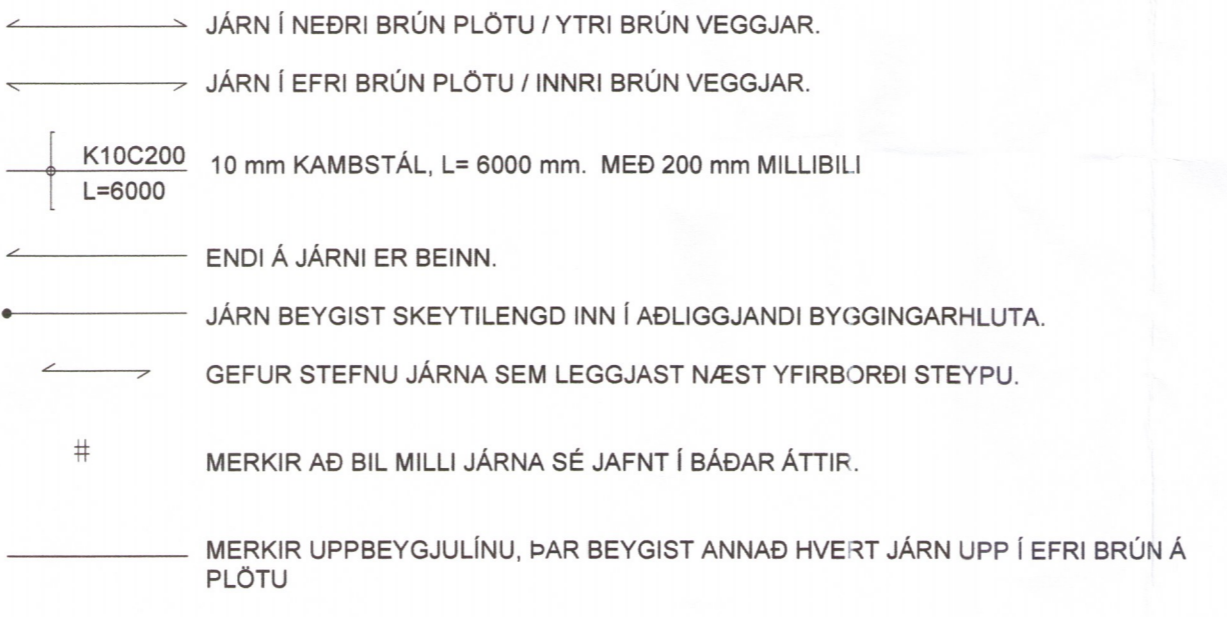 JÁRN Í NEÐRI BRÚN PLÖTU / YTRI BRÚN VEGGJAR.
JÁRN Í EFRI BRÚN PLÖTU / INNRI BRÚN VEGGJAR.
K10C200
L=6000
10 mm KAMBSTÁL, L= 6000 mm. MEÐ 200 mm MILLIBILI
ENDI Á JÁRNI ER BEINN.
JÁRN BEYGIST SKEYTILENGD INN Í AÐLIGGJANDI BYGGINGARHLUTA.
GEFUR STEFNU JÁRNA SEM LEGGJAST NÆST YFIRBORÐI STEYPU.
# MERKIR AÐ BIL MILLI JÁRNA SÉ JAFNT Í BÁÐAR ÁTTIR.
MERKIR UPPBEYGJULÍNU, ÞAR BEYGIST ANNAÐ HVERT JÁRN UPP Í EFRI BRÚN Á
PLÖTU